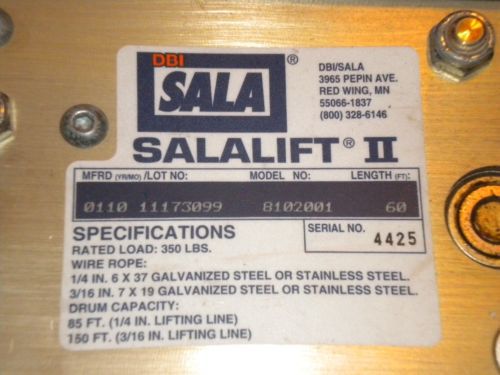 DBI
SALA®
DBI/SALA
3965 PEPIN AVE.
RED WING, MN
55066-1837
(800) 328-6146
SALALIFT® II
MFRD (YR/MO) /LOT NO: MODEL NO: LENGTH (FT):
0110 11173099 8102001 60
SPECIFICATIONS
SERIAL NO. 4425
RATED LOAD: 350 LBS.
WIRE ROPE:
1/4 IN. 6 X 37 GALVANIZED STEEL OR STAINLESS STEEL.
3/16 IN. 7 X 19 GALVANIZED STEEL OR STAINLESS STEEL.
DRUM CAPACITY:
85 FT. (1/4 IN. LIFTING LINE)
150 FT. (3/16 IN. LIFTING LINE)